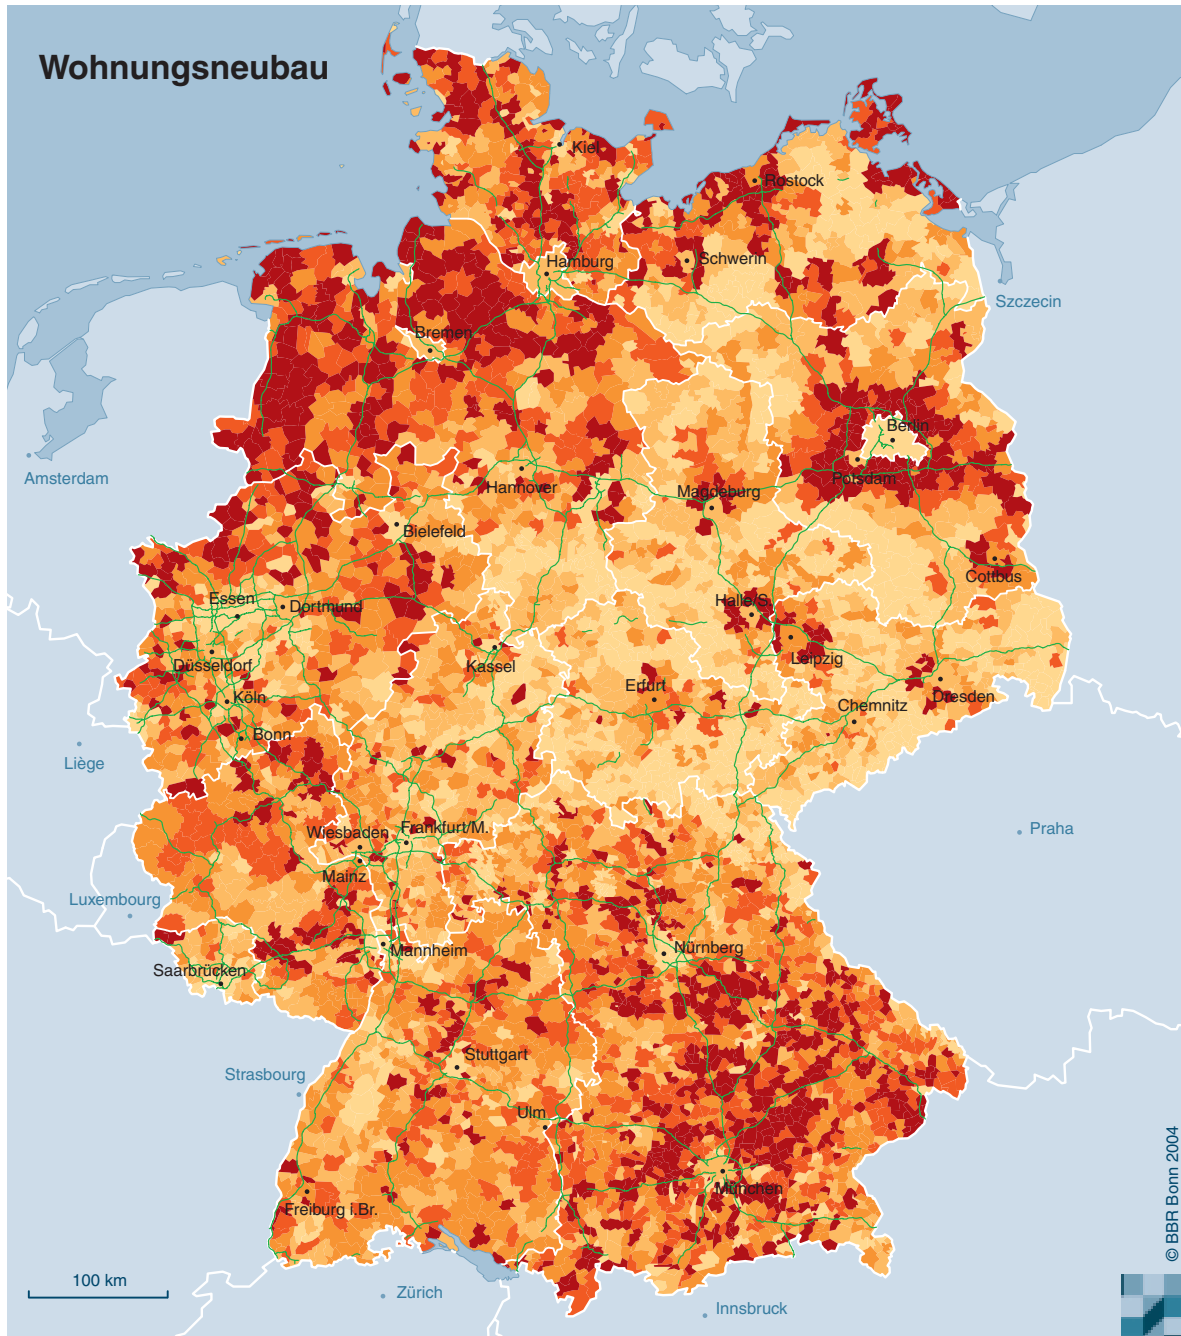 Wohnungsneubau
Kiel
Rostock
Hamburg
Schwerin
Szczecin
Bremen
Berlin
Amsterdam
Hannover
Magdeburg
Potsdam
Bielefeld
Cottbus
Essen
Dortmund
Halle/S.
Düsseldorf
Kassel
Leipzig
Köln
Erfurt
Dresden
Chemnitz
Bonn
Liège
Wiesbaden
Frankfurt/M.
Praha
Mainz
Luxembourg
Mannheim
Nürnberg
Saarbrücken
Stuttgart
Strasbourg
Ulm
München
Freiburg i.Br.
100 km
Zürich
Innsbruck
© BBR Bonn 2004